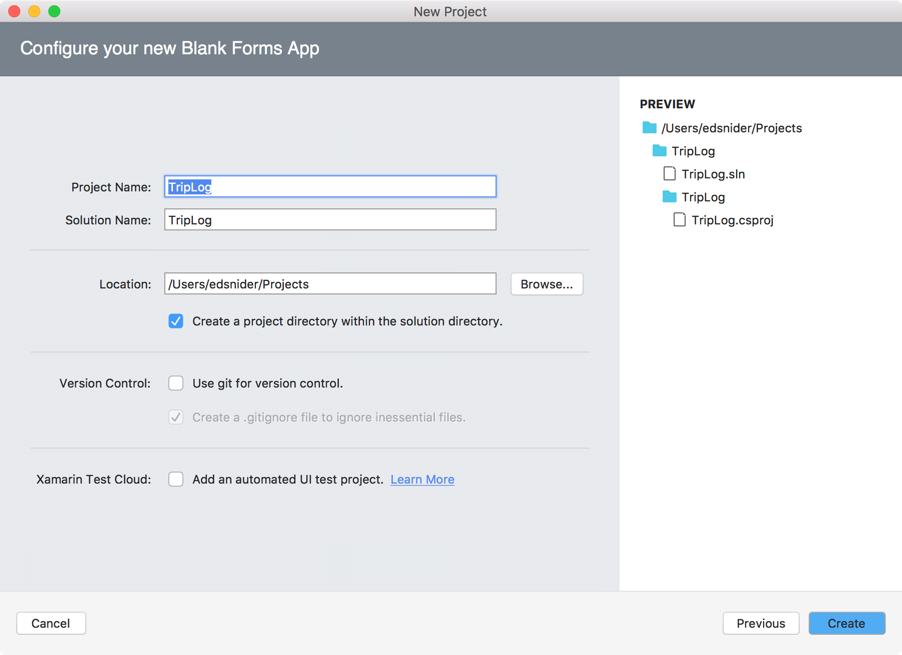 New Project
Configure your new Blank Forms App
Project Name: TripLog
Solution Name: TripLog
Location: /Users/edsnider/Projects Browse...
Create a project directory within the solution directory.
Version Control: Use git for version control.
Create a .gitignore file to ignore inessential files.
Xamarin Test Cloud: Add an automated UI test project. Learn More
PREVIEW
/Users/edsnider/Projects
TripLog
TripLog.sln
TripLog
TripLog.csproj
Cancel Previous Create